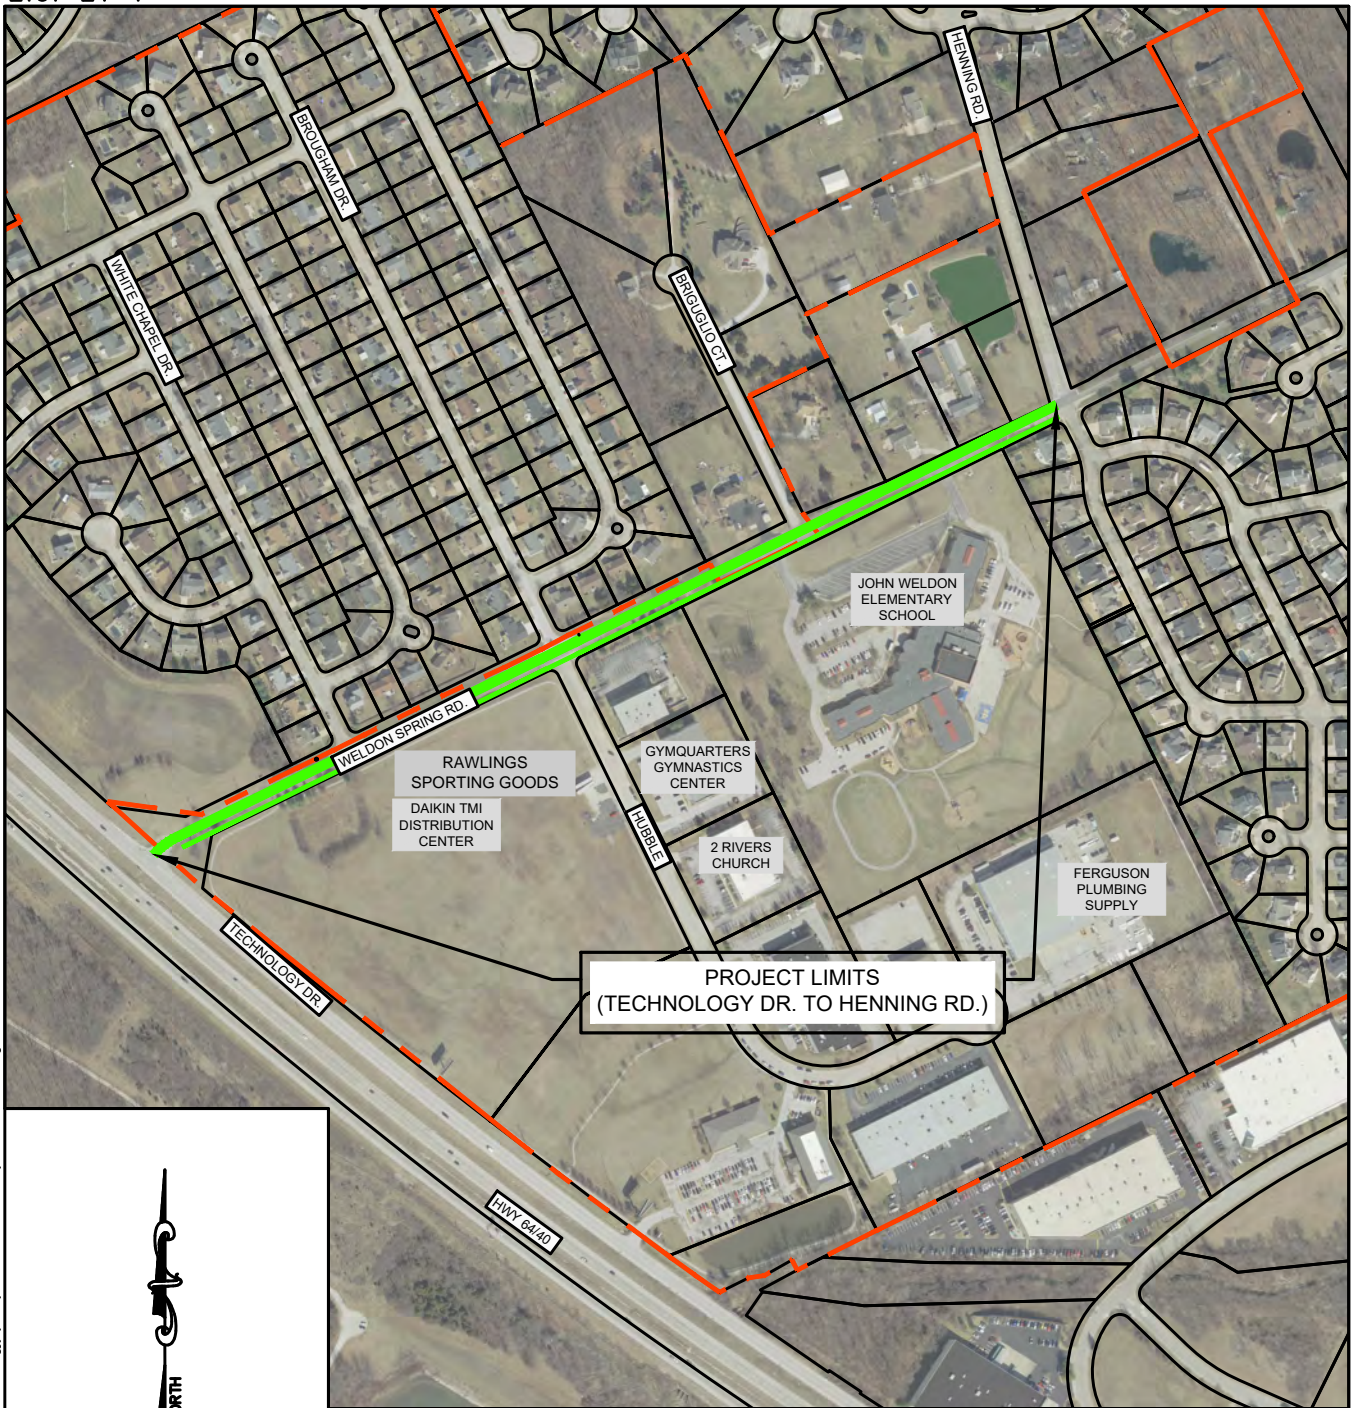 HENNING RD.
BROUGHAM DR.
WHITE CHAPEL DR.
BRIGUGLIO CT.
JOHN WELDON
ELEMENTARY
SCHOOL
WELDON SPRING RD.
RAWLINGS
SPORTING GOODS
GYMQUARTERS
GYMNASTICS
CENTER
DAIKIN TMI
DISTRIBUTION
CENTER
HUBBLE
2 RIVERS
CHURCH
FERGUSON
PLUMBING
SUPPLY
TECHNOLOGY DR.
PROJECT LIMITS
(TECHNOLOGY DR. TO HENNING RD.)
HWY 64/40